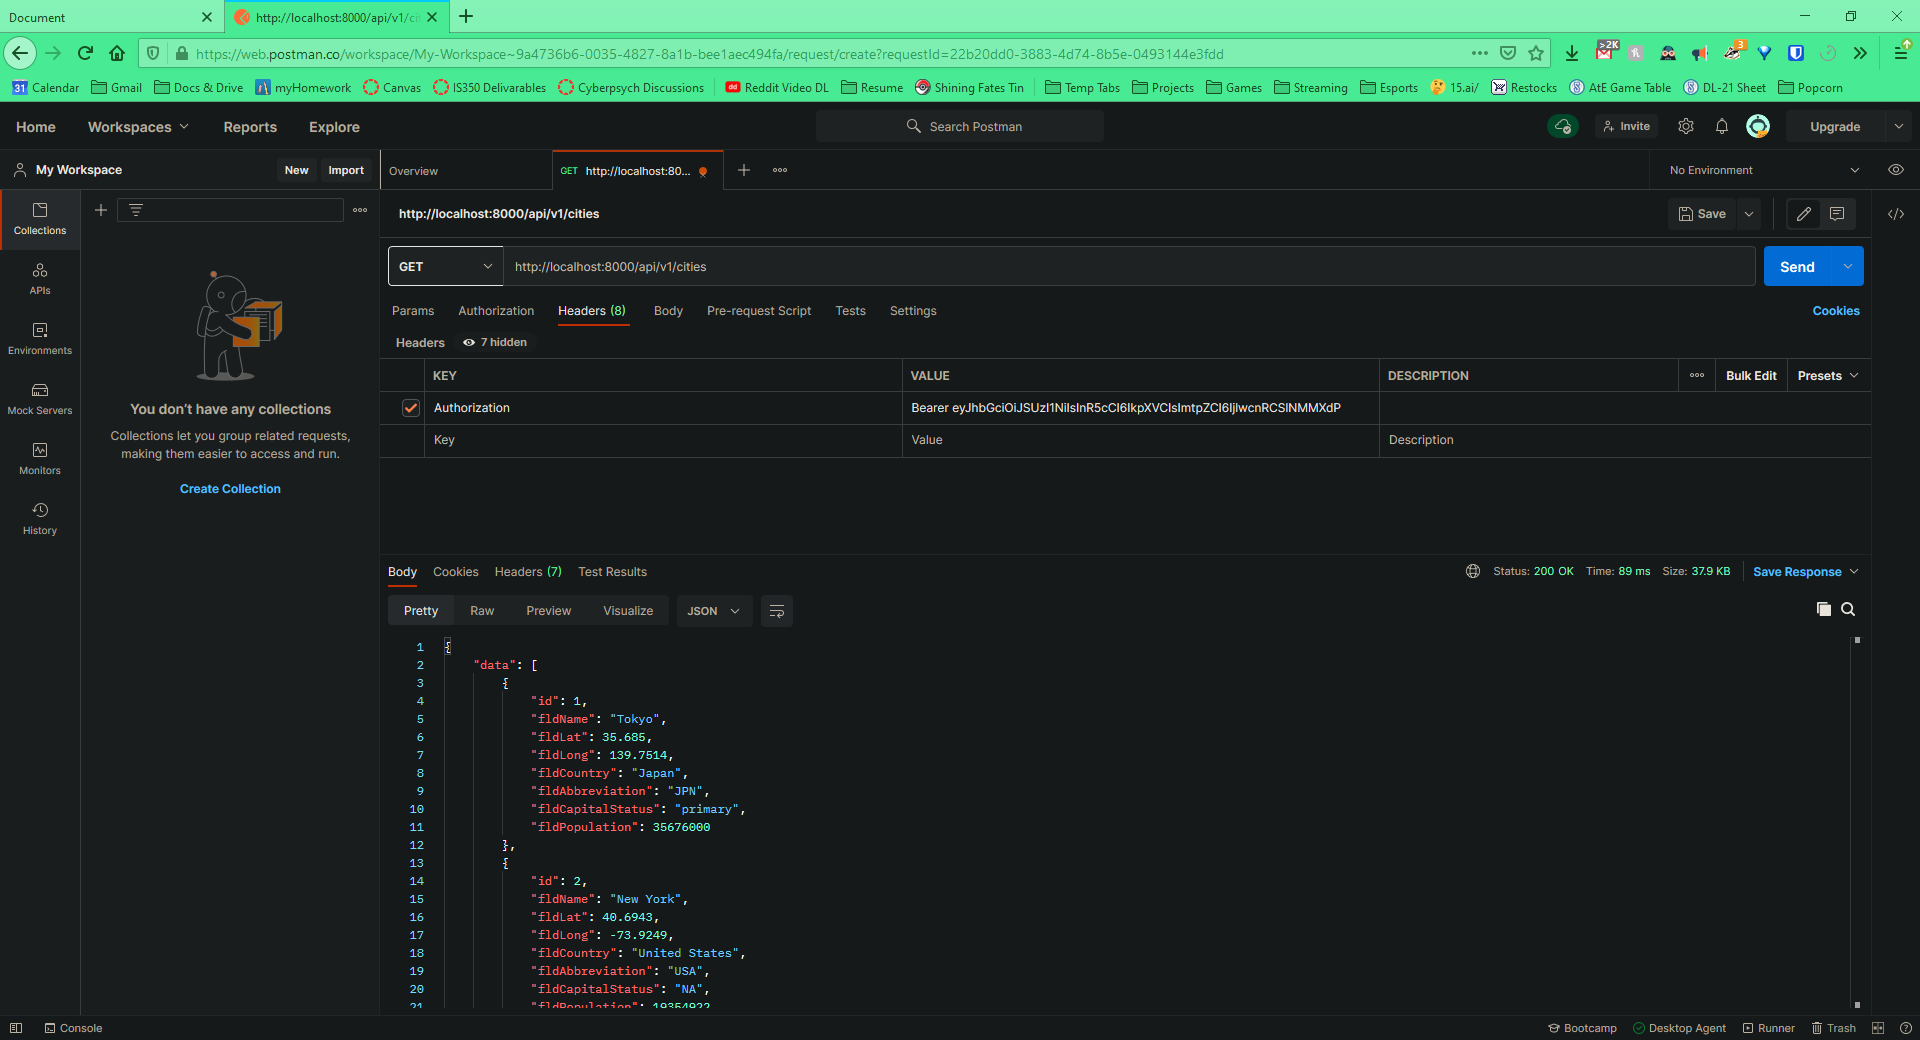 Document
http://localhost:8000/api/v1/ci
https://web.postman.co/workspace/My-Workspace~9a4736b6-0035-4827-8a1b-bee1aec494fa/request/create?requestId=22b20dd0-3883-4d74-8b5e-0493144e3fdd
>2K
3
31 Calendar Gmail Docs & Drive myHomework Canvas IS350 Delivarables Cyberpsych Discussions dd Reddit Video DL Resume Shining Fates Tin Temp Tabs Projects Games Streaming Esports 15.ai/ Restocks AtE Game Table DL-21 Sheet Popcorn
Home Workspaces Reports Explore Search Postman Invite Upgrade
My Workspace New Import Overview GET http://localhost:80... No Environment
Collections
APIs
Environments
Mock Servers
Monitors
History
You don't have any collections
Collections let you group related requests,
making them easier to access and run.
Create Collection
http://localhost:8000/api/v1/cities Save
GET http://localhost:8000/api/v1/cities Send
Params Authorization Headers (8) Body Pre-request Script Tests Settings Cookies
Headers 7 hidden
KEY VALUE DESCRIPTION Bulk Edit Presets
Authorization Bearer
Key Value Description
Body Cookies Headers (7) Test Results Status: 200 OK Time: 89 ms Size: 37.9 KB Save Response
Pretty Raw Preview Visualize JSON
1 {
2 "data": [
3 {
4 "id": 1,
5 "fldName": "Tokyo",
6 "fldLat": 35.685,
7 "fldLong": 139.7514,
8 "fldCountry": "Japan",
9 "fldAbbreviation": "JPN",
10 "fldCapitalStatus": "primary",
11 "fldPopulation": 35676000
12 },
13 {
14 "id": 2,
15 "fldName": "New York",
16 "fldLat": 40.6943,
17 "fldLong": -73.9249,
18 "fldCountry": "United States",
19 "fldAbbreviation": "USA",
20 "fldCapitalStatus": "NA",
21 "fldPopulation": 19354922
Console Bootcamp Desktop Agent Runner Trash